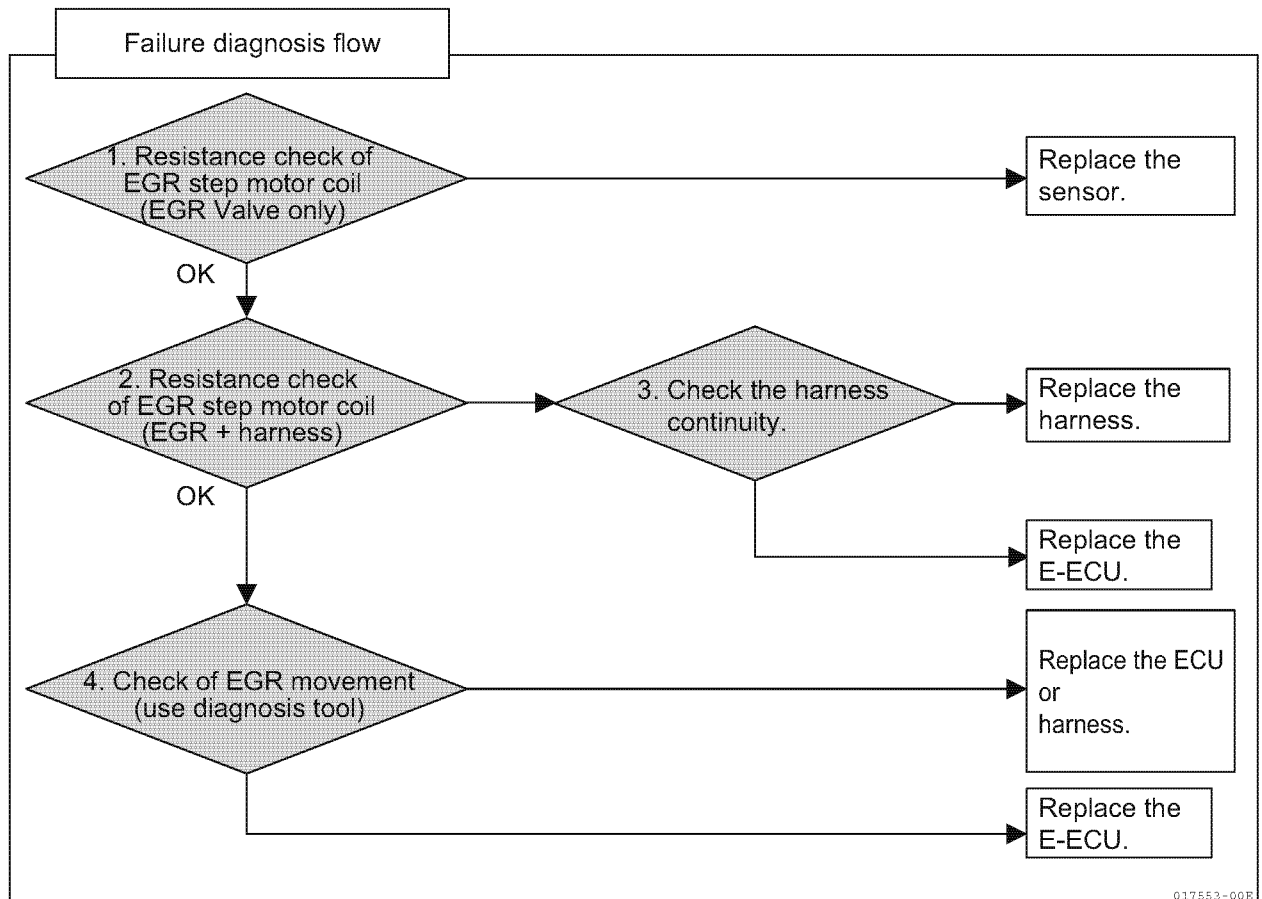 Failure diagnosis flow
1. Resistance check of
EGR step motor coil
(EGR Valve only)
Replace the
sensor.
OK
2. Resistance check
of EGR step motor coil
(EGR + harness)
3. Check the harness
continuity.
Replace the
harness.
OK
Replace the
E-ECU.
4. Check of EGR movement
(use diagnosis tool)
Replace the ECU
or
harness.
Replace the
E-ECU.
017553-00E